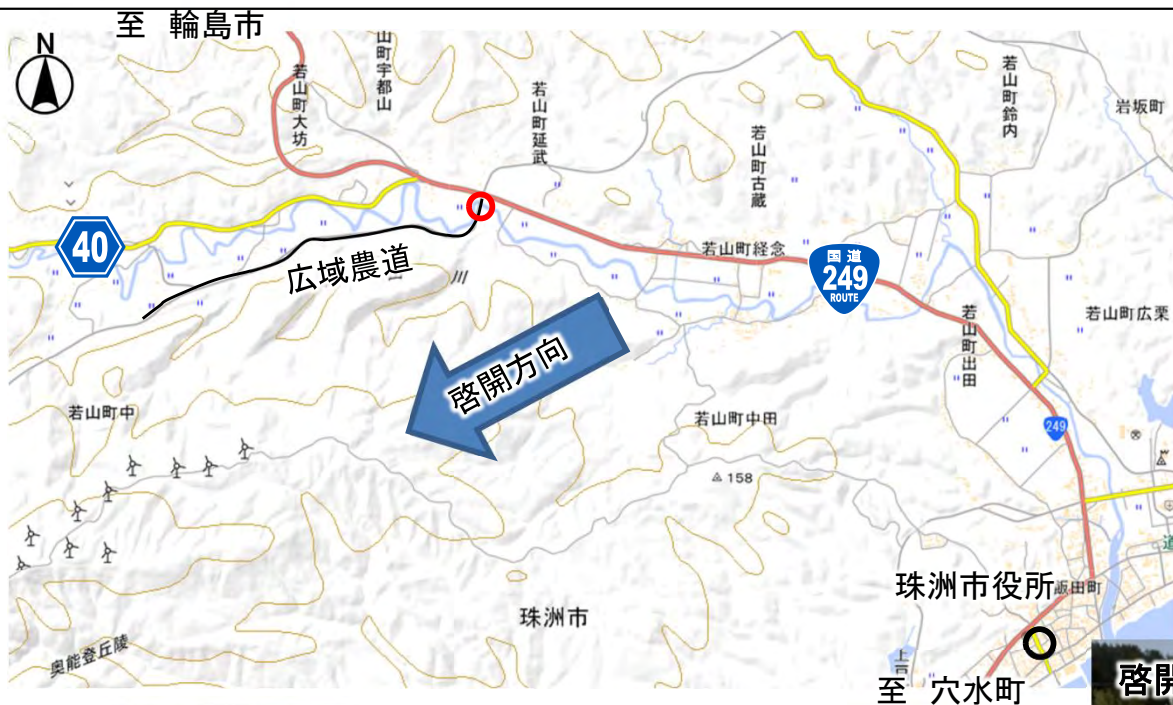 至 輪島市
N
若山町大坊
山町宇都山
若山町延武
若山町古蔵
若山町鈴内
岩坂町
40
広域農道
若山町経念
国道
249
ROUTE
若山町広栗
若山町出田
啓開方向
若山町中
若山町中田
249
158
珠洲市役所
飯田町
珠洲市
奥能登丘陵
上戸
至 穴水町
啓開
道